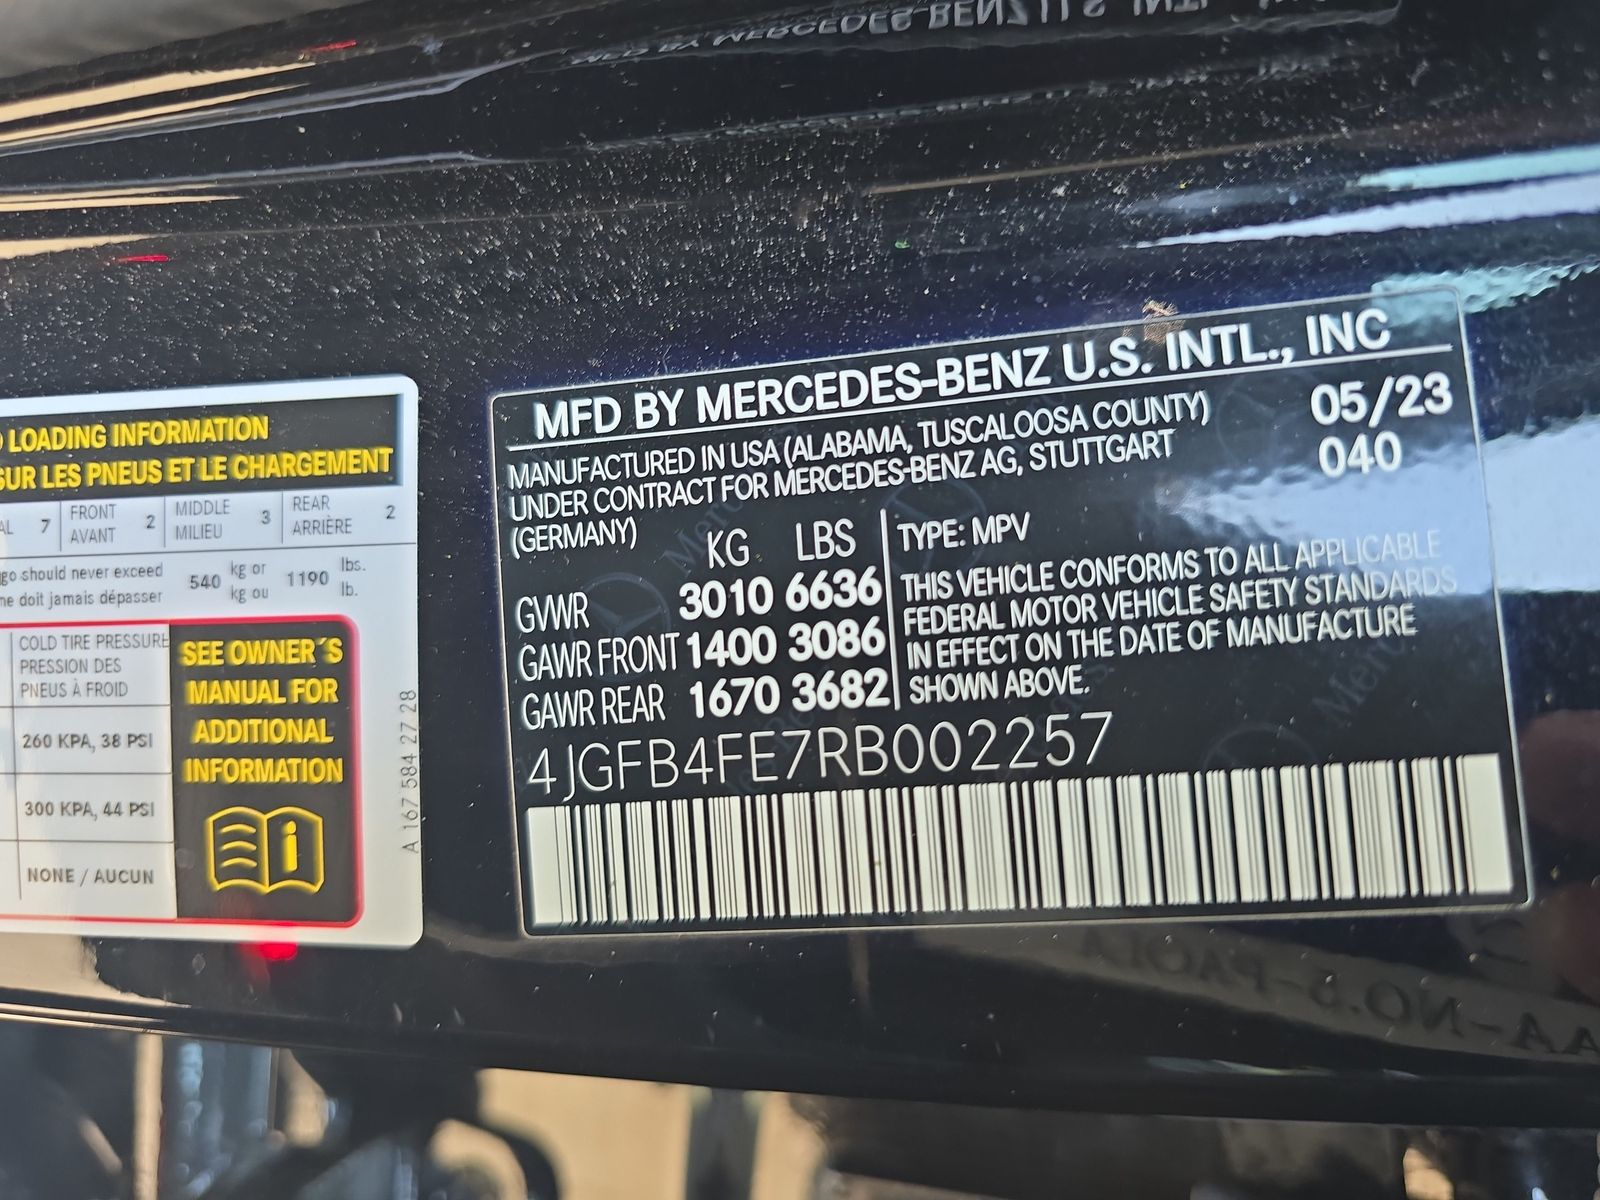 LOADING INFORMATION
SUR LES PNEUS ET LE CHARGEMENT
7 FRONT AVANT 2 MIDDLE MILIEU 3 REAR ARRIÈRE 2
should never exceed
doit jamais dépasser
540 kg or 1190 lbs.
kg ou lb.
COLD TIRE PRESSURE
PRESSION DES
PNEUS À FROID
260 KPA, 38 PSI
300 KPA, 44 PSI
NONE / AUCUN
SEE OWNER´S
MANUAL FOR
ADDITIONAL
INFORMATION
A 167 584 27 28
MFD BY MERCEDES-BENZ U.S. INTL., INC
MANUFACTURED IN USA (ALABAMA, TUSCALOOSA COUNTY) 05/23
UNDER CONTRACT FOR MERCEDES-BENZ AG, STUTTGART 040
(GERMANY)
KG LBS
GVWR 3010 6636
GAWR FRONT 1400 3086
GAWR REAR 1670 3682
TYPE: MPV
THIS VEHICLE CONFORMS TO ALL APPLICABLE
FEDERAL MOTOR VEHICLE SAFETY STANDARDS
IN EFFECT ON THE DATE OF MANUFACTURE
SHOWN ABOVE.
4JGFB4FE7RB002257